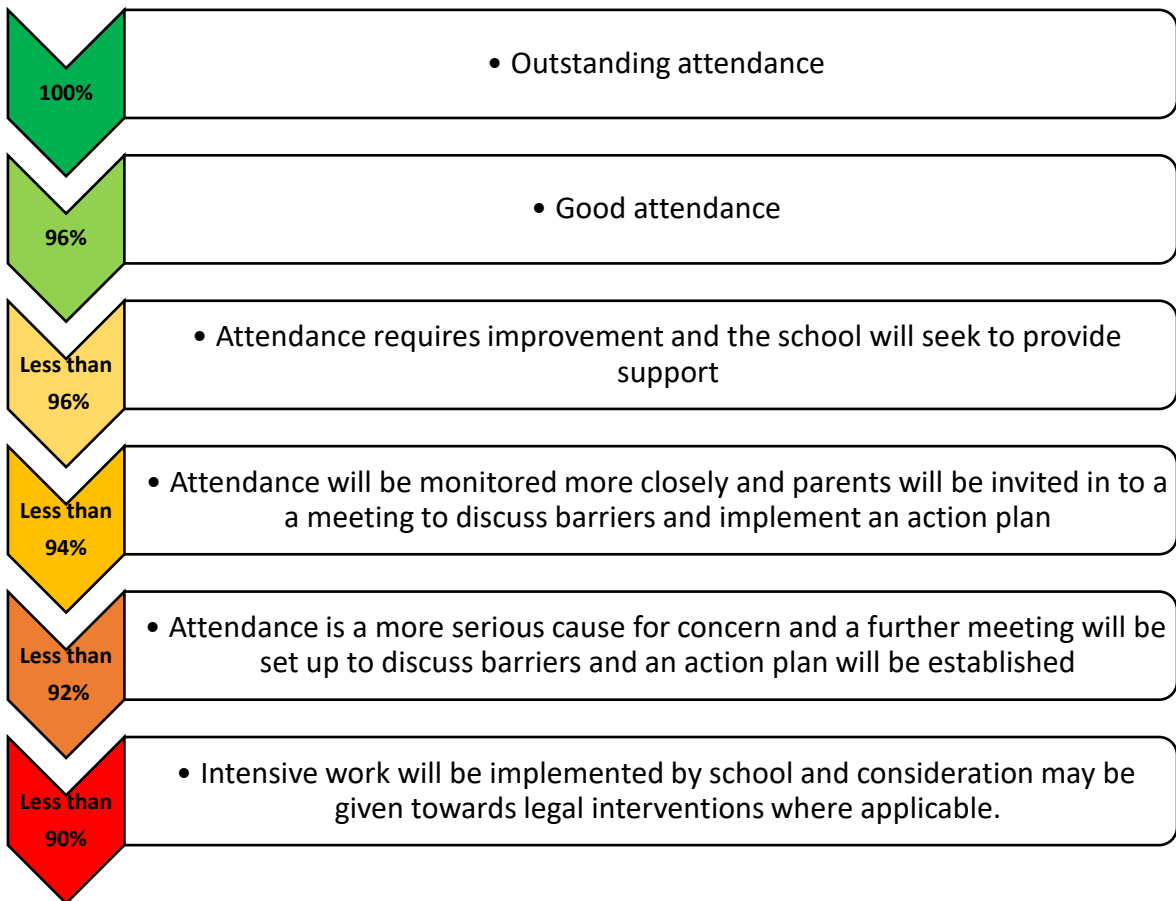 100%
• Outstanding attendance
96%
• Good attendance
Less than
96%
• Attendance requires improvement and the school will seek to provide
support
Less than
94%
• Attendance will be monitored more closely and parents will be invited in to a
a meeting to discuss barriers and implement an action plan
Less than
92%
• Attendance is a more serious cause for concern and a further meeting will be
set up to discuss barriers and an action plan will be established
Less than
90%
• Intensive work will be implemented by school and consideration may be
given towards legal interventions where applicable.